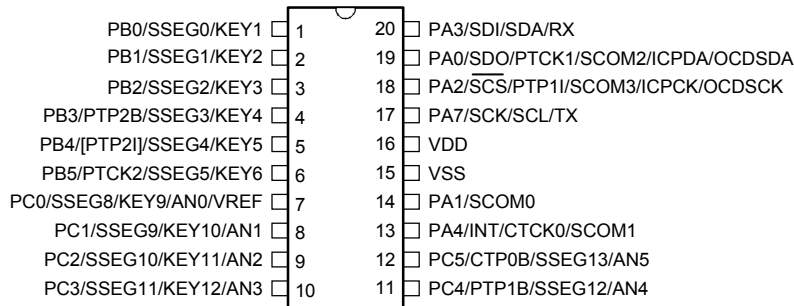 PB0/SSEG0/KEY1 1 20 PA3/SDI/SDA/RX
PB1/SSEG1/KEY2 2 19 PA0/SDO/PTCK1/SCOM2/ICPDA/OCDSDA
PB2/SSEG2/KEY3 3 18 PA2/SCS/PTP1I/SCOM3/ICPCK/OCDSCK
PB3/PTP2B/SSEG3/KEY4 4 17 PA7/SCK/SCL/TX
PB4/[PTP2I]/SSEG4/KEY5 5 16 VDD
PB5/PTCK2/SSEG5/KEY6 6 15 VSS
PC0/SSEG8/KEY9/AN0/VREF 7 14 PA1/SCOM0
PC1/SSEG9/KEY10/AN1 8 13 PA4/INT/CTCK0/SCOM1
PC2/SSEG10/KEY11/AN2 9 12 PC5/CTP0B/SSEG13/AN5
PC3/SSEG11/KEY12/AN3 10 11 PC4/PTP1B/SSEG12/AN4